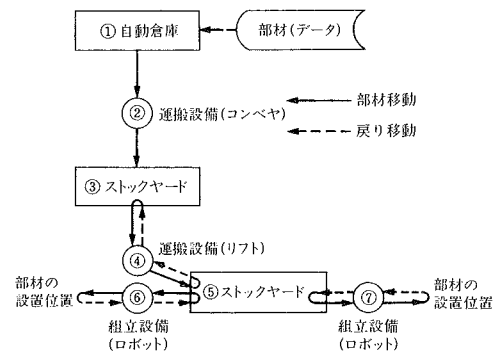 ①自動倉庫
部材(データ)
②
運搬設備(コンベヤ)
部材移動
戻り移動
③ストックヤード
④
運搬設備(リフト)
部材の
設置位置
⑥
⑤ストックヤード
⑦
部材の
設置位置
組立設備
(ロボット)
組立設備
(ロボット)